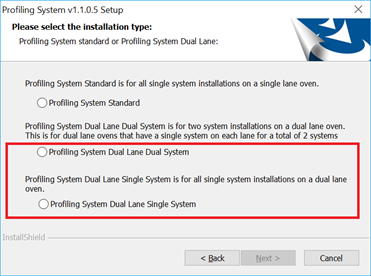 Profiling System v1.1.0.5 Setup
Please select the installation type:
Profiling System standard or Profiling System Dual Lane:
Profiling System Standard is for all single system installations on a single lane oven.
Profiling System Standard
Profiling System Dual Lane Dual System is for two system installations on a dual lane oven.
This is for dual lane ovens that have a single system on each lane for a total of 2 systems
Profiling System Dual Lane Dual System
Profiling System Dual Lane Single System is for all single system installations on a dual lane
oven.
Profiling System Dual Lane Single System
InstallShield
< Back
Next >
Cancel